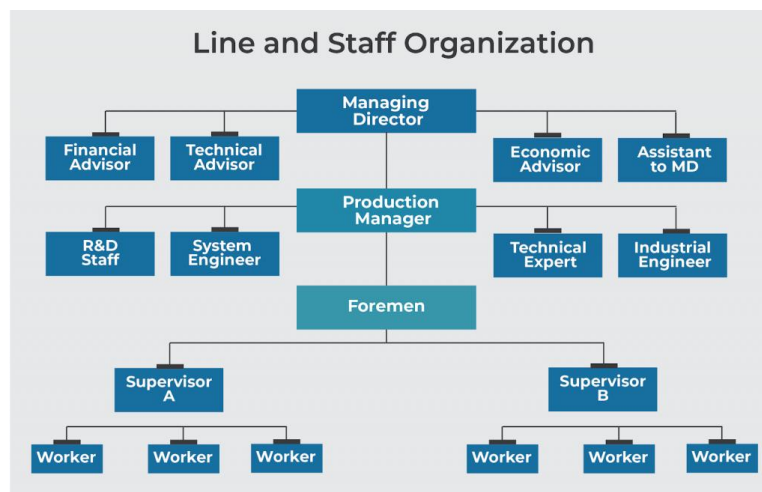 Line and Staff Organization
Managing
Director
Financial
Advisor
Technical
Advisor
Economic
Advisor
Assistant
to MD
Production
Manager
R&D
Staff
System
Engineer
Technical
Expert
Industrial
Engineer
Foremen
Supervisor
A
Supervisor
B
Worker
Worker
Worker
Worker
Worker
Worker